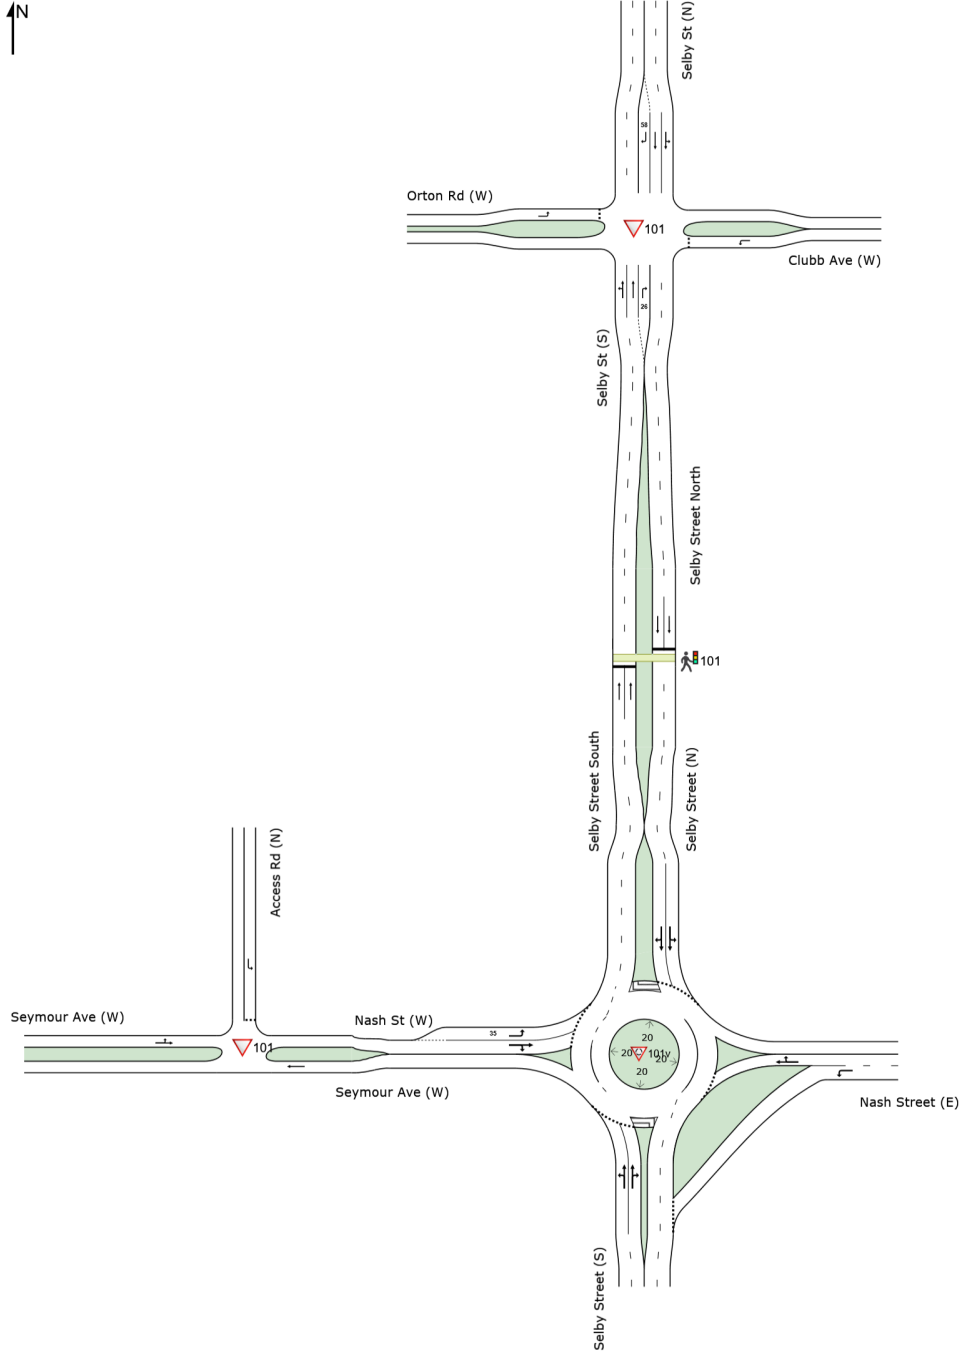 N
Selby St (N)
58
Orton Rd (W)
101
Clubb Ave (W)
26
Selby St (S)
Selby Street North
101
Selby Street South
Selby Street (N)
Access Rd (N)
Seymour Ave (W)
Nash St (W)
35
101
20
20
101v
20
20
Seymour Ave (W)
Nash Street (E)
Selby Street (S)